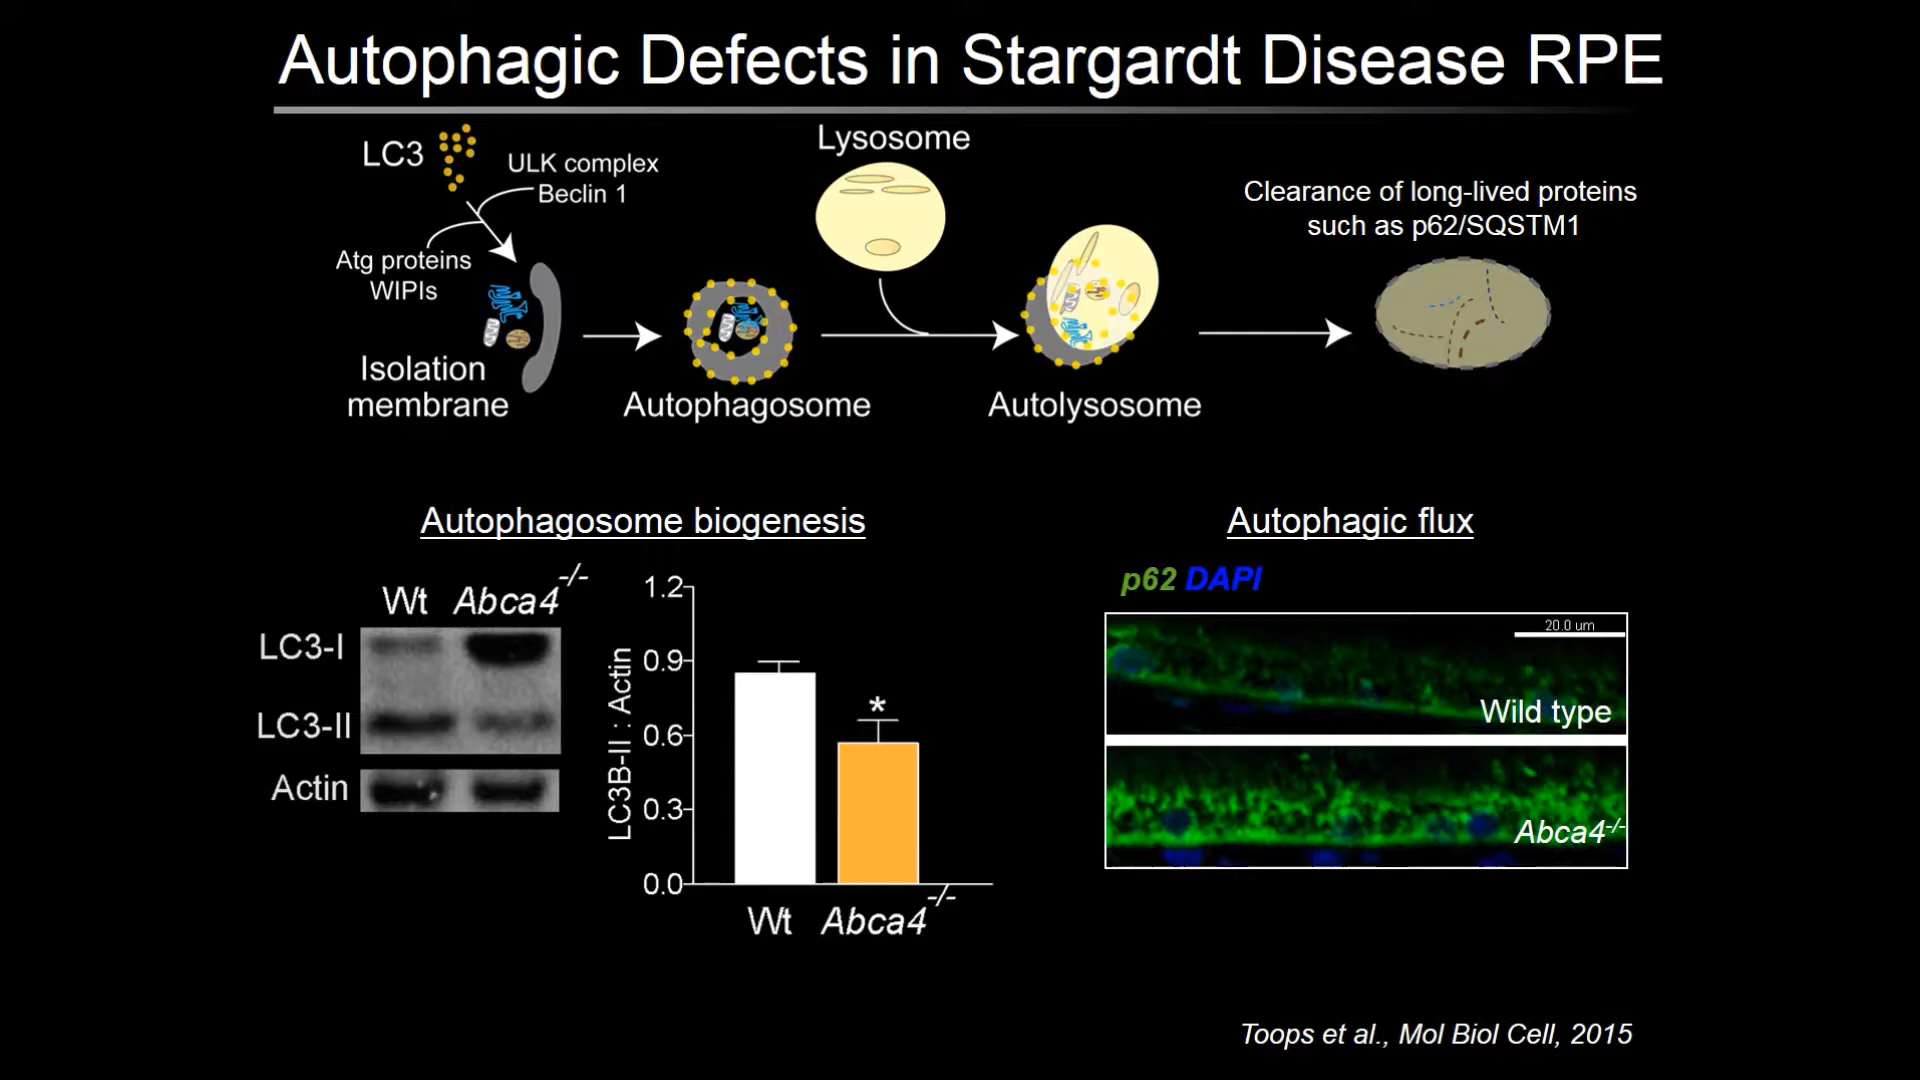 Autophagic Defects in Stargardt Disease RPE
LC3
ULK complex
Beclin 1
Atg proteins
WIPIs
Isolation
membrane
Autophagosome
Lysosome
Autolysosome
Clearance of long-lived proteins
such as p62/SQSTM1
Autophagosome biogenesis
Wt Abca4-/-
LC3-I
LC3-II
Actin
LC3B-II : Actin
1.2
0.9
0.6
0.3
0.0
*
Wt Abca4-/-
Autophagic flux
p62 DAPI
20.0 um
Wild type
Abca4-/-
Toops et al., Mol Biol Cell, 2015